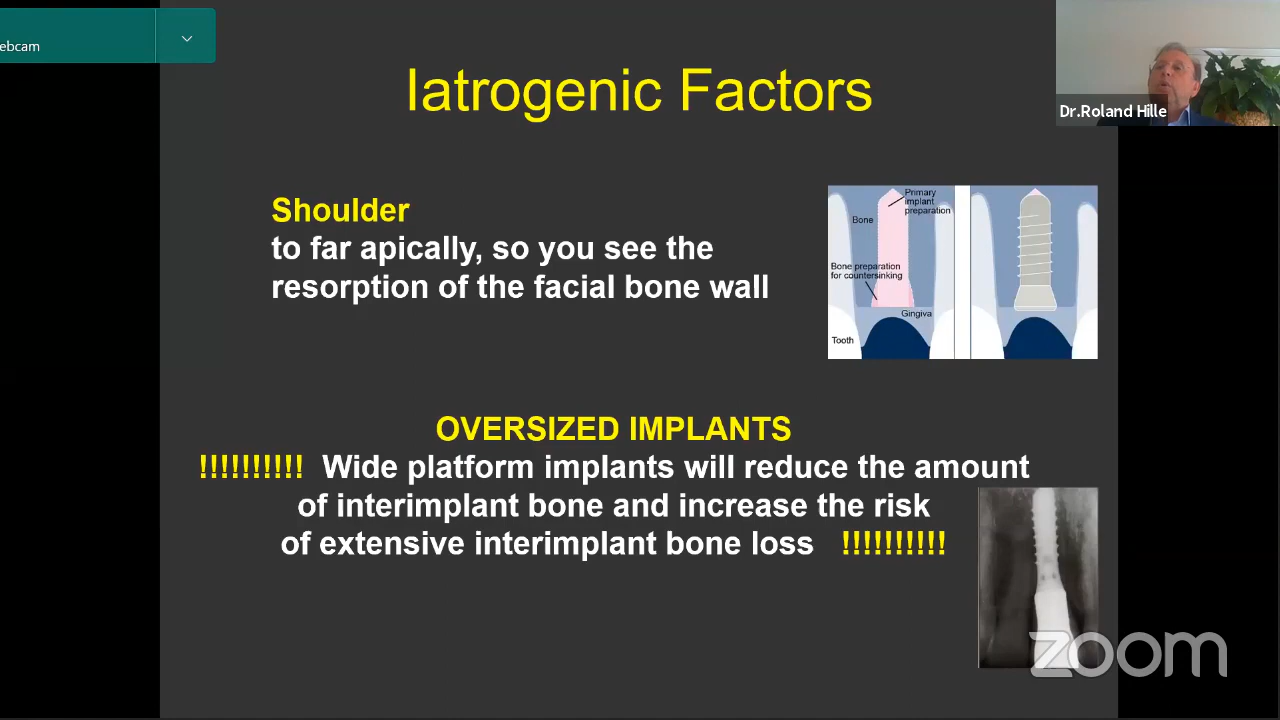 ebcam
Iatrogenic Factors
Dr.Roland Hille
Shoulder
to far apically, so you see the
resorption of the facial bone wall
Primary
implant
preparation
Bone
Bone preparation
for countersinking
Gingiva
Tooth
OVERSIZED IMPLANTS
!!!!!!!!!! Wide platform implants will reduce the amount
of interimplant bone and increase the risk
of extensive interimplant bone loss !!!!!!!!!!
zoom